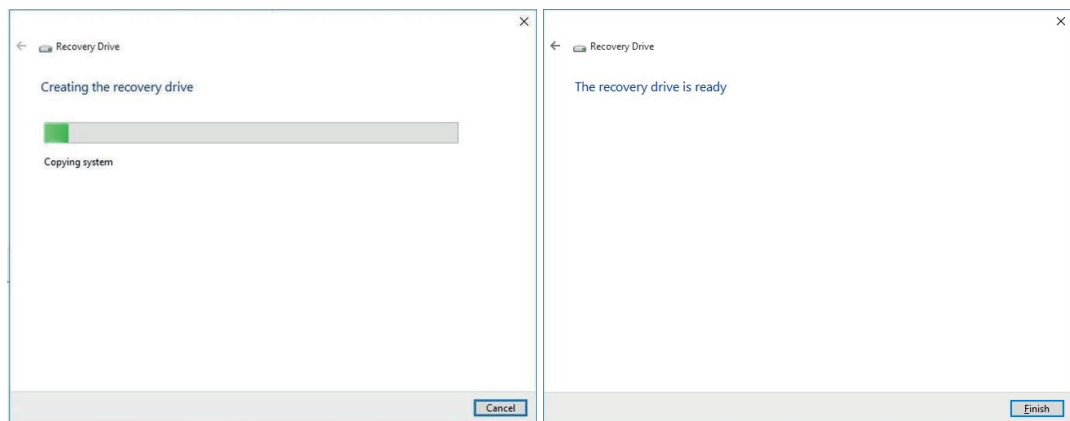 Recovery Drive
Creating the recovery drive
Copying system
Cancel
Recovery Drive
The recovery drive is ready
Finish